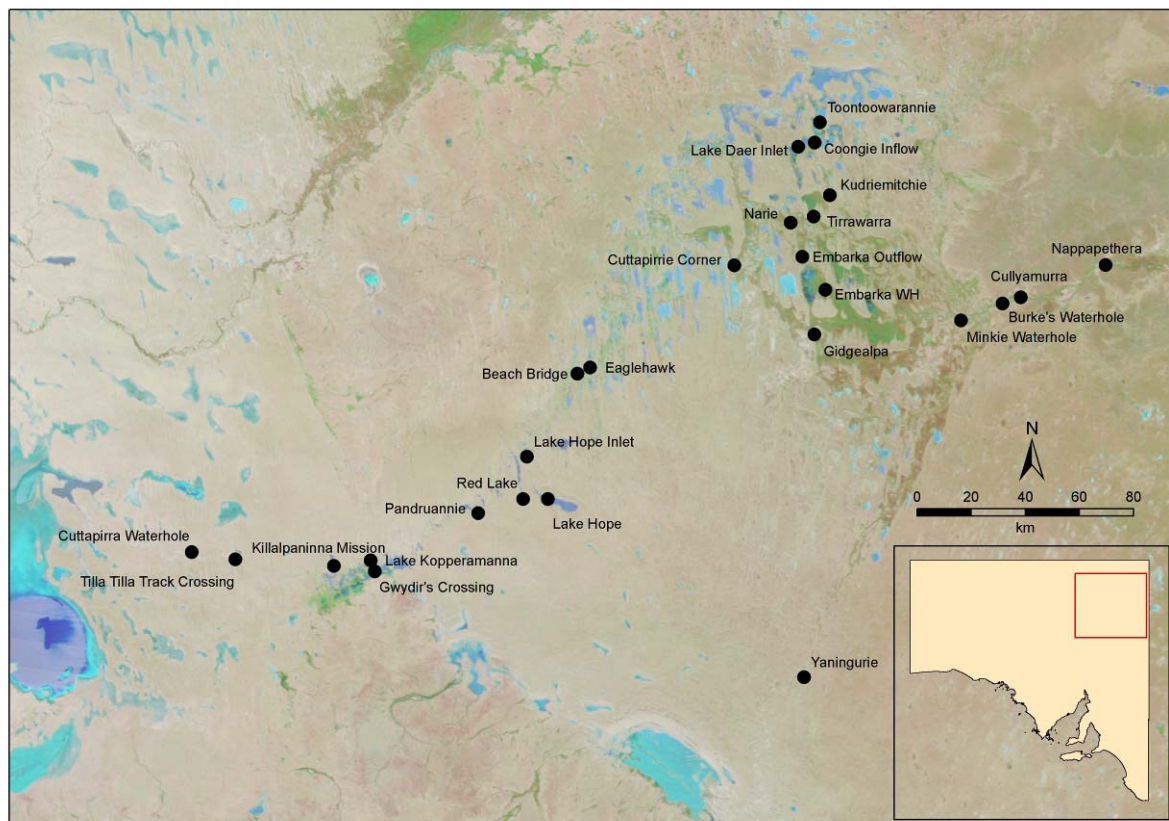 Toontoowarannie
Lake Daer Inlet
Coongie Inflow
Kudriemitchie
Narie
Tirrawarra
Nappapethera
Cuttapirrie Corner
Embarka Outflow
Cullyamurra
Embarka WH
Burke's Waterhole
Minkie Waterhole
Gidgealpa
Beach Bridge
Eaglehawk
N
Lake Hope Inlet
Red Lake
Pandruannie
0 20 40 60 80
km
Lake Hope
Cuttapirra Waterhole
Killalpaninna Mission
Lake Kopperamanna
Tilla Tilla Track Crossing
Gwydir's Crossing
Yaningurie